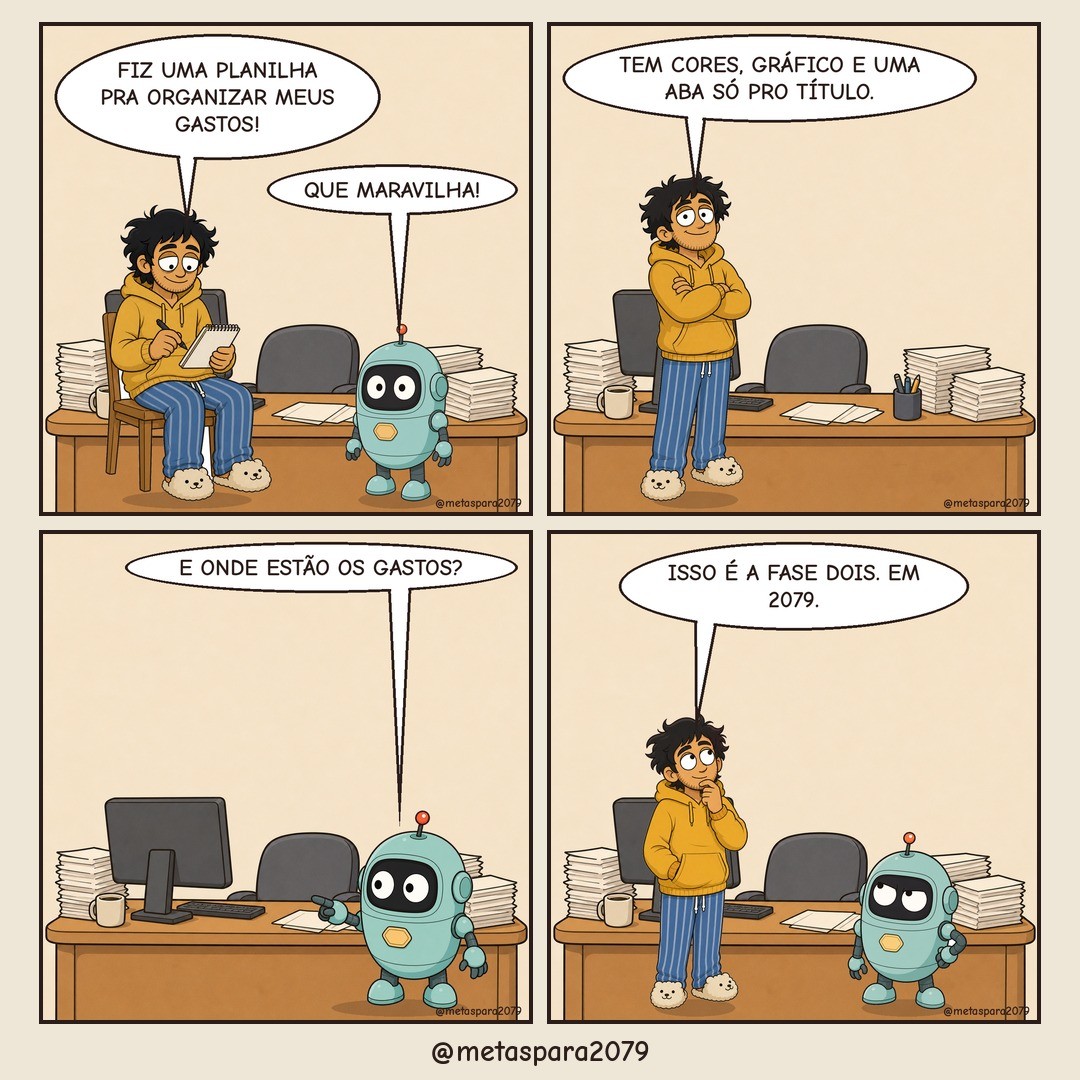 FIZ UMA PLANILHA
PRA ORGANIZAR MEUS
GASTOS!
QUE MARAVILHA!
@metaspara2079
TEM CORES, GRÁFICO E UMA
ABA SÓ PRO TÍTULO.
@metaspara2079
E ONDE ESTÃO OS GASTOS?
@metaspara2079
ISSO É A FASE DOIS. EM
2079.
@metaspara2079
@metaspara2079